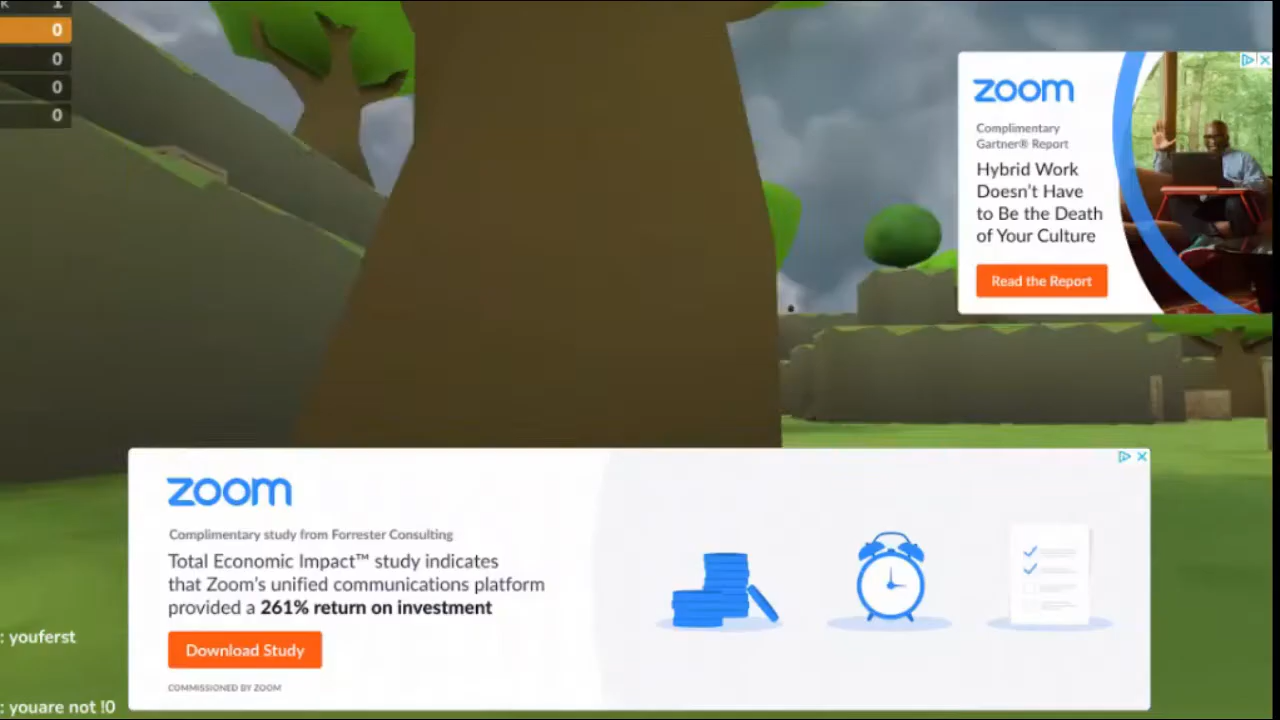 K 1
0
0
0
0
zoom
Complimentary
Gartner® Report
Hybrid Work
Doesn't Have
to Be the Death
of Your Culture
Read the Report
zoom
Complimentary study from Forrester Consulting
Total Economic Impact™ study indicates
that Zoom's unified communications platform
provided a 261% return on investment
Download Study
COMMISSIONED BY ZOOM
: youferst
: youare not !0